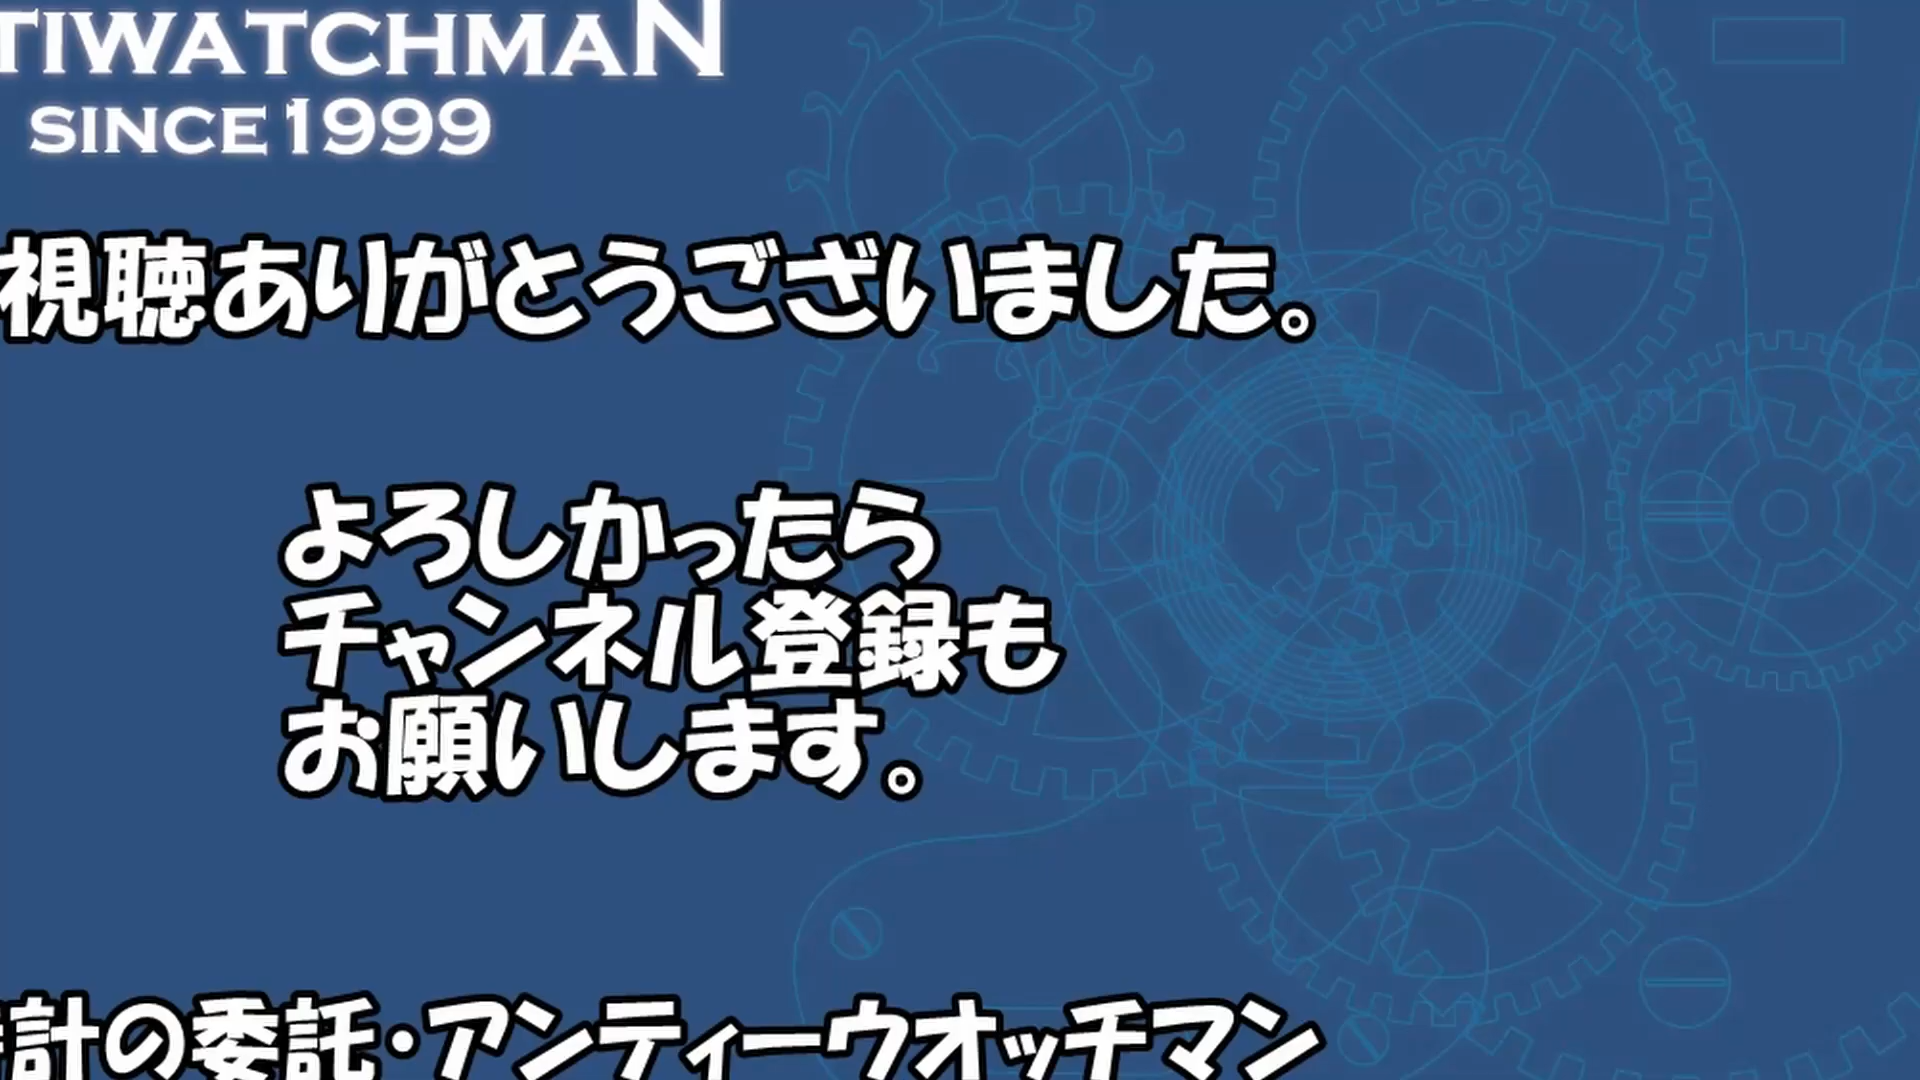 TIWATCHMAN
SINCE 1999
視聴ありがとうございました。
よろしかったら
チャンネル登録も
お願いします。
計の委託・アンティーウオッチマン